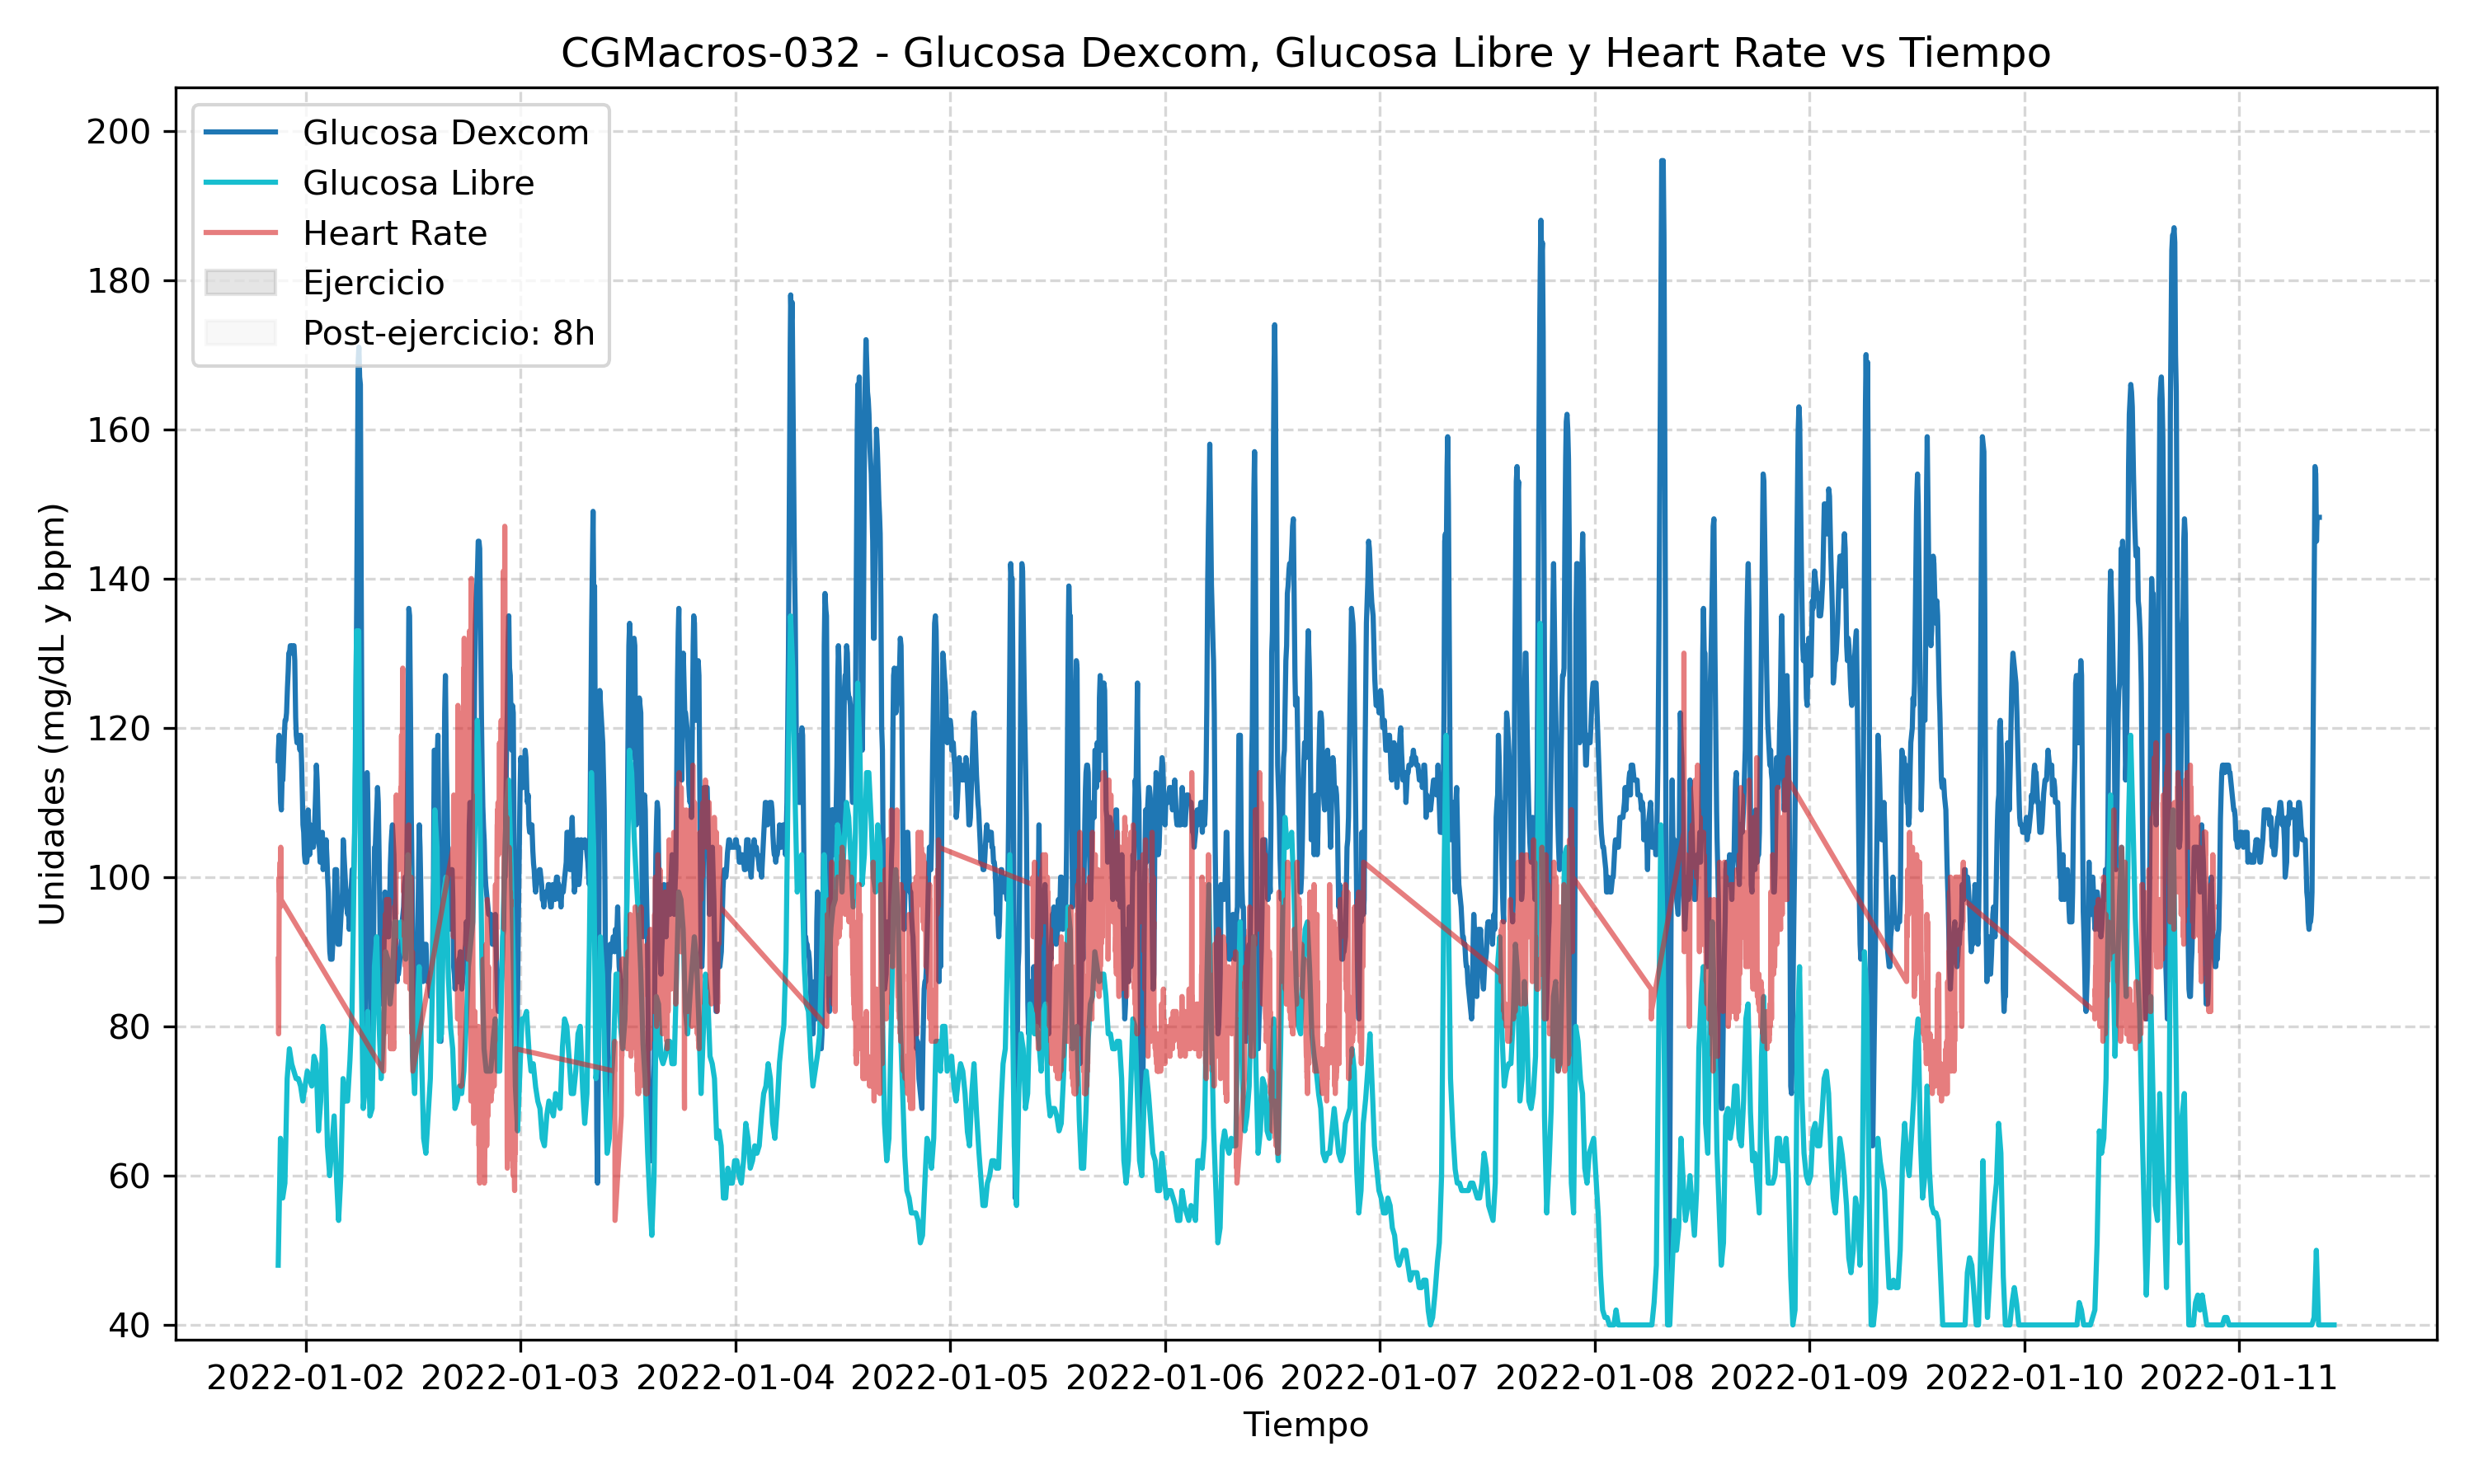 CGMacros-032 - Glucosa Dexcom, Glucosa Libre y Heart Rate vs Tiempo
Glucosa Dexcom
Glucosa Libre
Heart Rate
Ejercicio
Post-ejercicio: 8h
Unidades (mg/dL y bpm)
200
180
160
140
120
100
80
60
40
2022-01-02 2022-01-03 2022-01-04 2022-01-05 2022-01-06 2022-01-07 2022-01-08 2022-01-09 2022-01-10 2022-01-11
Tiempo